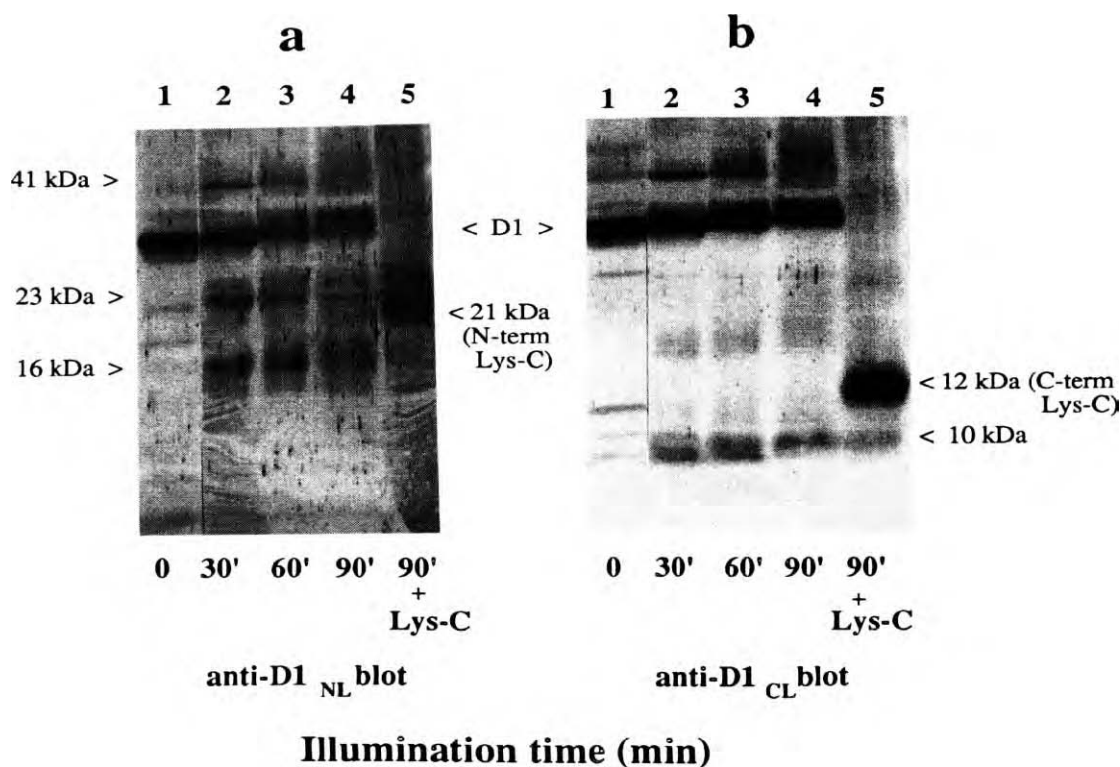 a b
1 2 3 4 5 1 2 3 4 5
41 kDa >
< D1 >
23 kDa >
< 21 kDa
(N-term
Lys-C)
16 kDa >
< 12 kDa (C-term
Lys-C)
< 10 kDa
0 30' 60' 90' 90' 0 30' 60' 90' 90'
+ +
Lys-C Lys-C
anti-D1 NL blot anti-D1 CL blot
Illumination time (min)